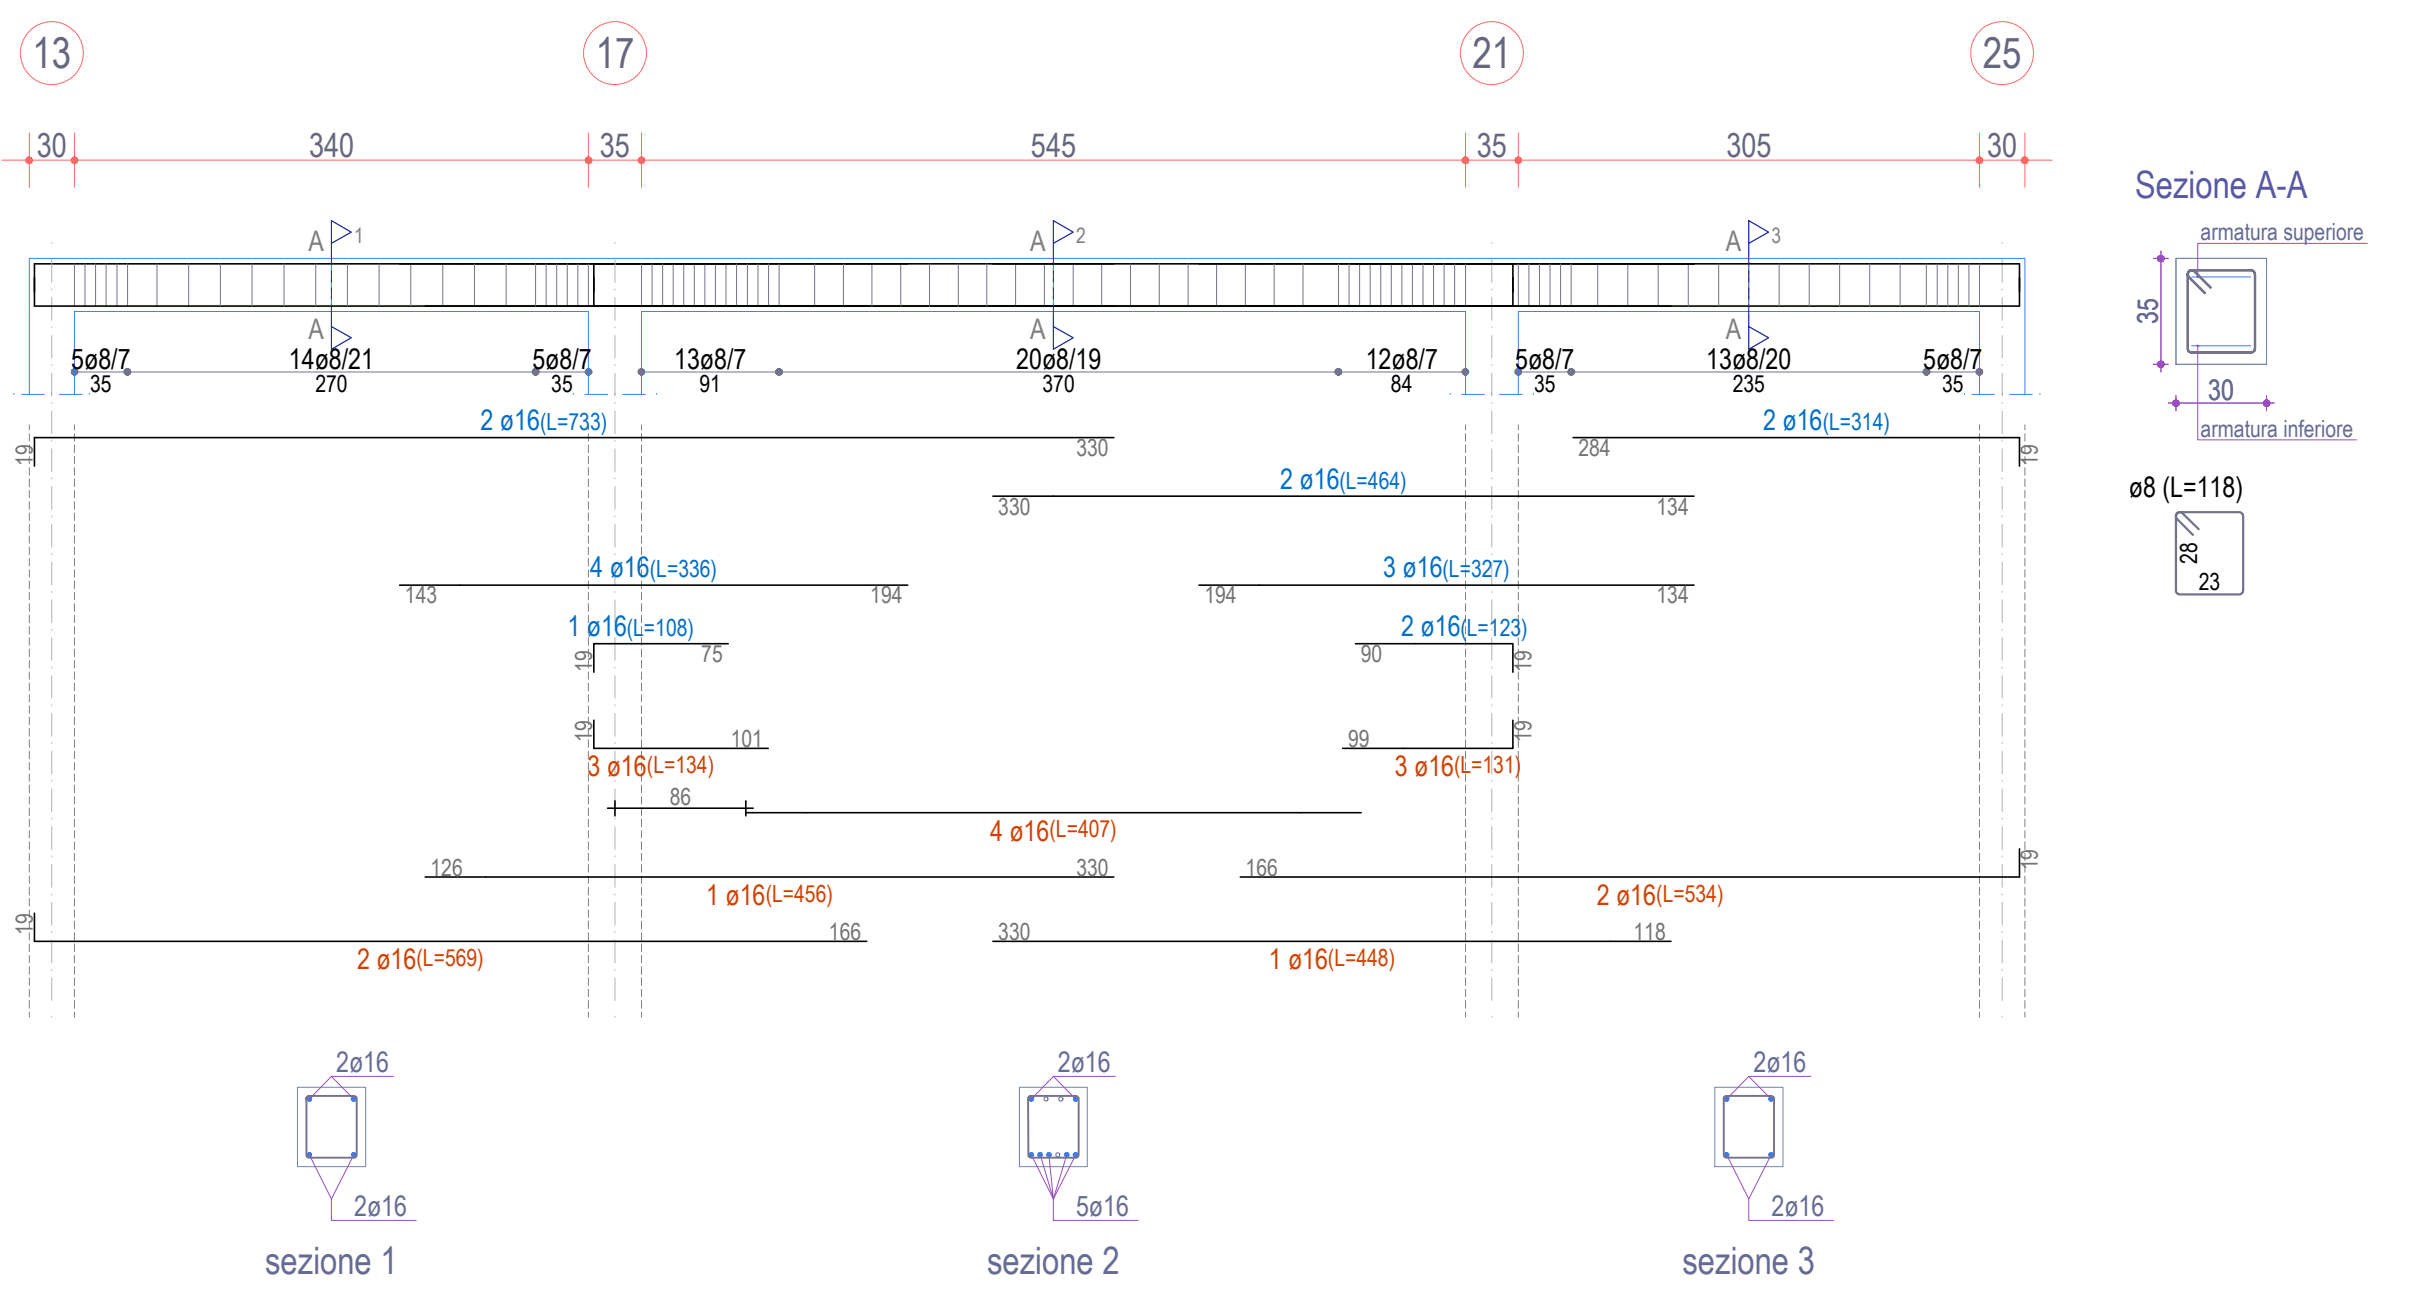 13 17 21 25
30 340 35 545 35 305 30
Sezione A-A
armatura superiore
A 1 A 2 A 3
35
A A A
5ø8/7 14ø8/21 5ø8/7 13ø8/7 20ø8/19 12ø8/7 5ø8/7 13ø8/20 5ø8/7
35 270 35 91 370 84 35 235 35
30
armatura inferiore
2 ø16(L=733) 2 ø16(L=314)
19 330 284 19
2 ø16(L=464)
330 134
ø8 (L=118)
28
23
4 ø16(L=336) 3 ø16(L=327)
143 194 194 134
1 ø16(L=108) 2 ø16(L=123)
19 75 90 19
19 101 99 19
3 ø16(L=134) 3 ø16(L=131)
86
4 ø16(L=407)
126 330 166 19
1 ø16(L=456) 2 ø16(L=534)
19 166 330 118
2 ø16(L=569) 1 ø16(L=448)
2ø16 2ø16 2ø16
2ø16 5ø16 2ø16
sezione 1 sezione 2 sezione 3